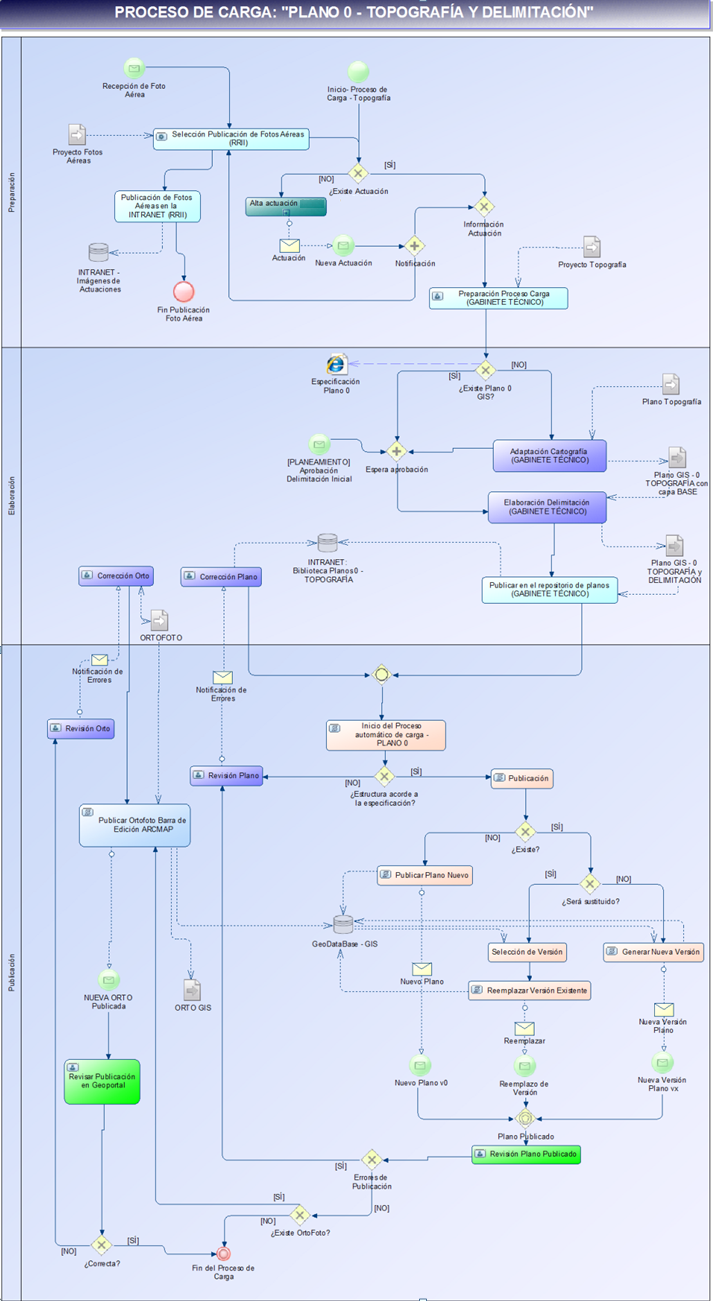 PROCESO DE CARGA: "PLANO 0 - TOPOGRAFÍA Y DELIMITACIÓN"
Preparación
Recepción de Foto
Aérea
Inicio- Proceso de
Carga - Topografía
Proyecto Fotos
Aéreas
Selección Publicación de Fotos Aéreas
(RRII)
[SÍ]
[NO]
¿Existe Actuación
Publicación de Fotos
Aéreas en la
INTRANET (RRII)
Alta actuación
Información
Actuación
Actuación
Nueva Actuación
Notificación
Proyecto Topografía
INTRANET -
Imágenes de
Actuaciones
Fin Publicación
Foto Aérea
Preparación Proceso Carga
(GABINETE TÉCNICO)
Elaboración
Especificación
Plano 0
[SÍ]
[NO]
¿Existe Plano 0
GIS?
Plano Topografía
[PLANEAMIENTO]
Aprobación
Delimitación Inicial
Espera aprobación
Adaptación Cartografía
(GABINETE TÉCNICO)
Plano GIS - 0
TOPOGRAFÍA con
capa BASE
Elaboración Delimitación
(GABINETE TÉCNICO)
INTRANET:
Biblioteca Planos0 -
TOPOGRAFÍA
Plano GIS - 0
TOPOGRAFÍA y
DELIMITACIÓN
Corrección Orto
Corrección Plano
Publicar en el repositorio de planos
(GABINETE TÉCNICO)
ORTOFOTO
Publicación
Notificación de
Errores
Notificación de
Errores
Revisión Orto
Inicio del Proceso
automático de carga -
PLANO 0
Revisión Plano
[NO]
[SÍ]
¿Estructura acorde a
la especificación?
Publicación
Publicar Ortofoto Barra de
Edición ARCMAP
[NO]
[SÍ]
¿Existe?
Publicar Plano Nuevo
[SÍ]
[NO]
¿Será sustituido?
GeoDataBase - GIS
Selección de Versión
Generar Nueva Versión
Nuevo Plano
Reemplazar Versión Existente
NUEVA ORTO
Publicada
ORTO GIS
Reemplazar
Nueva Versión
Plano
Revisar Publicación
en Geoportal
Nuevo Plano v0
Reemplazo de
Versión
Nueva Versión
Plano vx
Plano Publicado
Revisión Plano Publicado
[SÍ]
Errores de
Publicación
[NO]
[SÍ]
[NO]
¿Existe OrtoFoto?
[NO]
[SÍ]
¿Correcta?
Fin del Proceso de
Carga